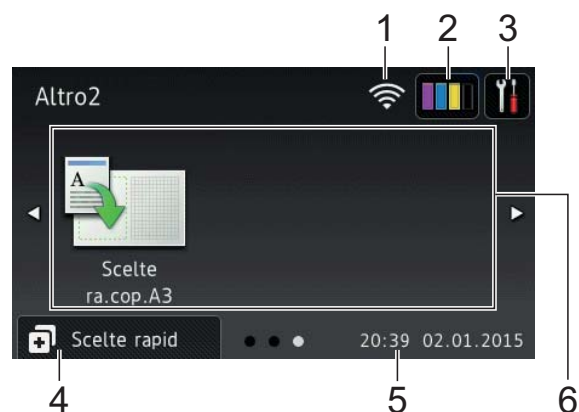 1 2 3
Altro2
A
Scelte
ra.cop.A3
Scelte rapid
20:39 02.01.2015
4 5 6